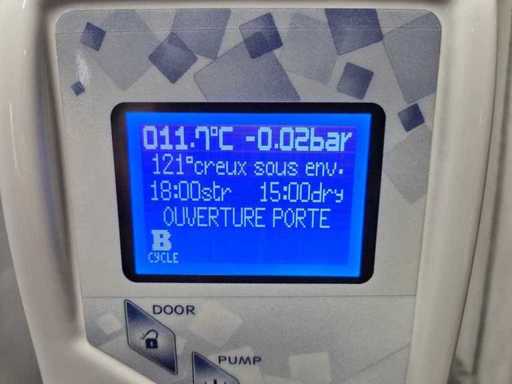 011.7°C -0.02bar
121°creux sous env.
18:00str 15:00dry
OUVERTURE PORTE
B
CYCLE
DOOR
PUMP